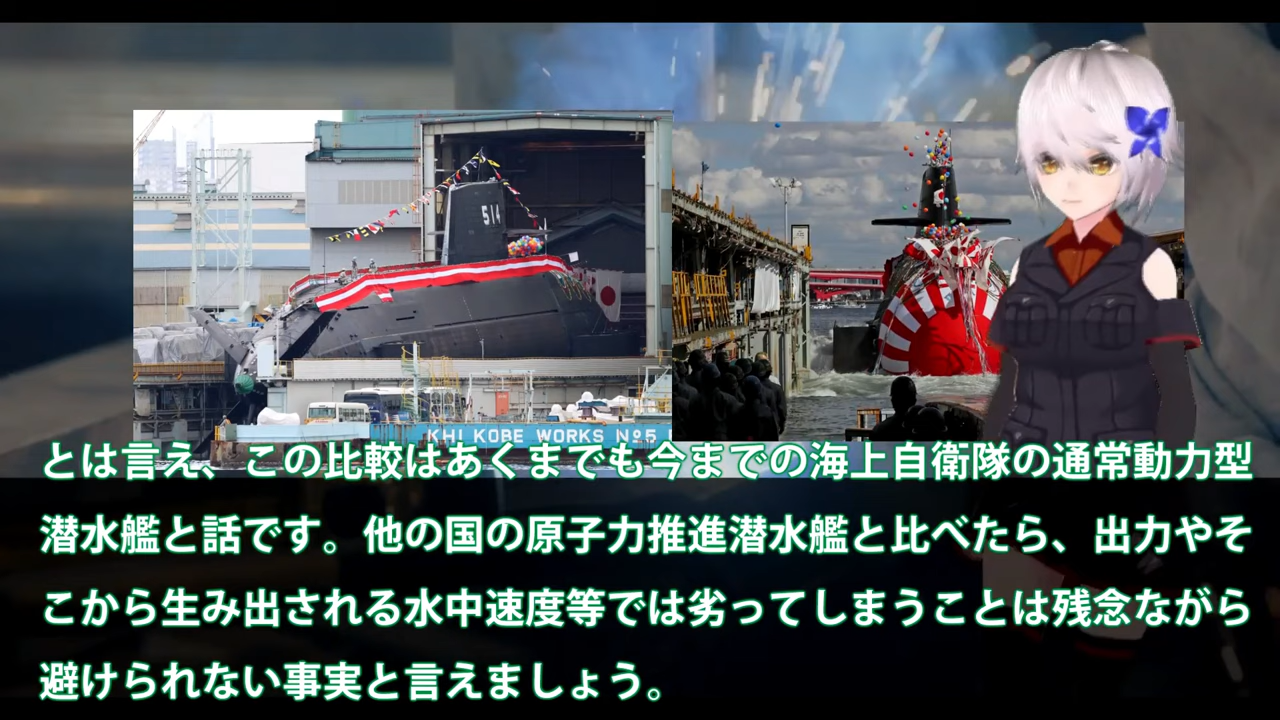 514
KHI KOBE WORKS Nº5
とは言え、この比較はあくまでも今までの海上自衛隊の通常動力型
潜水艦と話です。他の国の原子力推進潜水艦と比べたら、出力やそ
こから生み出される水中速度等では劣ってしまうことは残念ながら
避けられない事実と言えましょう。